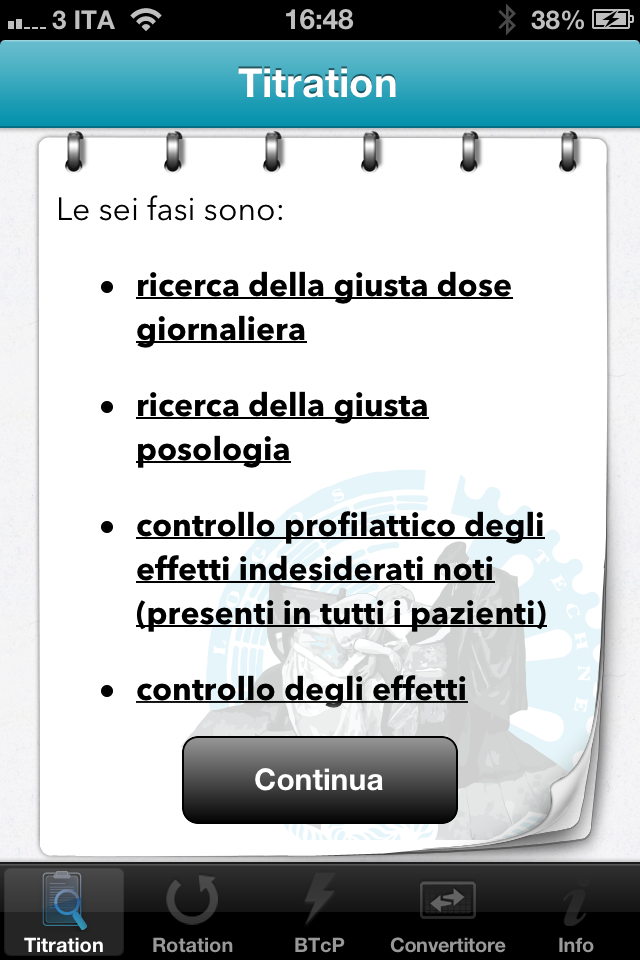 3 ITA 16:48 38%
Titration
Le sei fasi sono:
• ricerca della giusta dose
giornaliera
• ricerca della giusta
posologia
• controllo profilattico degli
effetti indesiderati noti
(presenti in tutti i pazienti)
• controllo degli effetti
Continua
Titration Rotation BTcP Convertitore Info